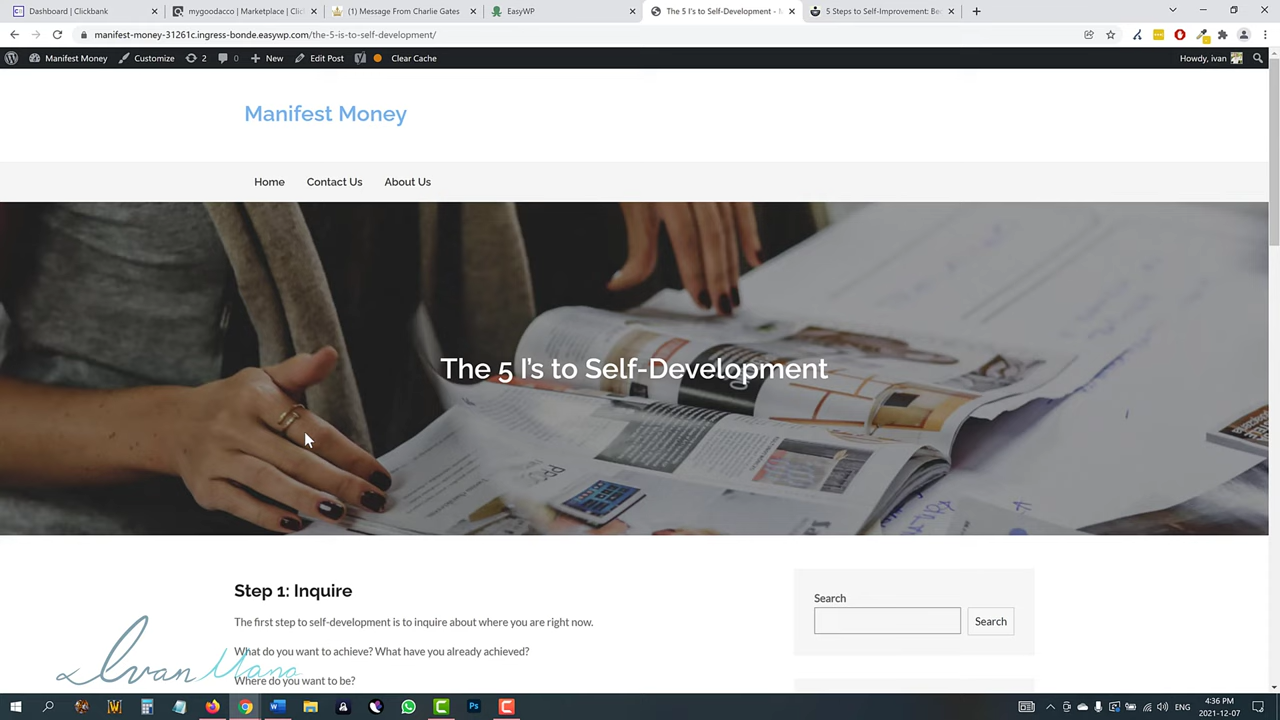 Dashboard | Clickbank
mygoodacco | Marketplace | Clic
(1) Message From Charlie Gates
EasyWP
The 5 I's to Self-Development - M
5 Steps to Self-Improvement: Be
manifest-money-31261c.ingress-bonde.easywp.com/the-5-is-to-self-development/
Manifest Money
Customize
2
0
New
Edit Post
Clear Cache
Howdy, ivan
Manifest Money
Home
Contact Us
About Us
The 5 I's to Self-Development
Step 1: Inquire
The first step to self-development is to inquire about where you are right now.
What do you want to achieve? What have you already achieved?
Where do you want to be?
Search
Search
Ivan Mana
ENG
4:36 PM
2021-12-07